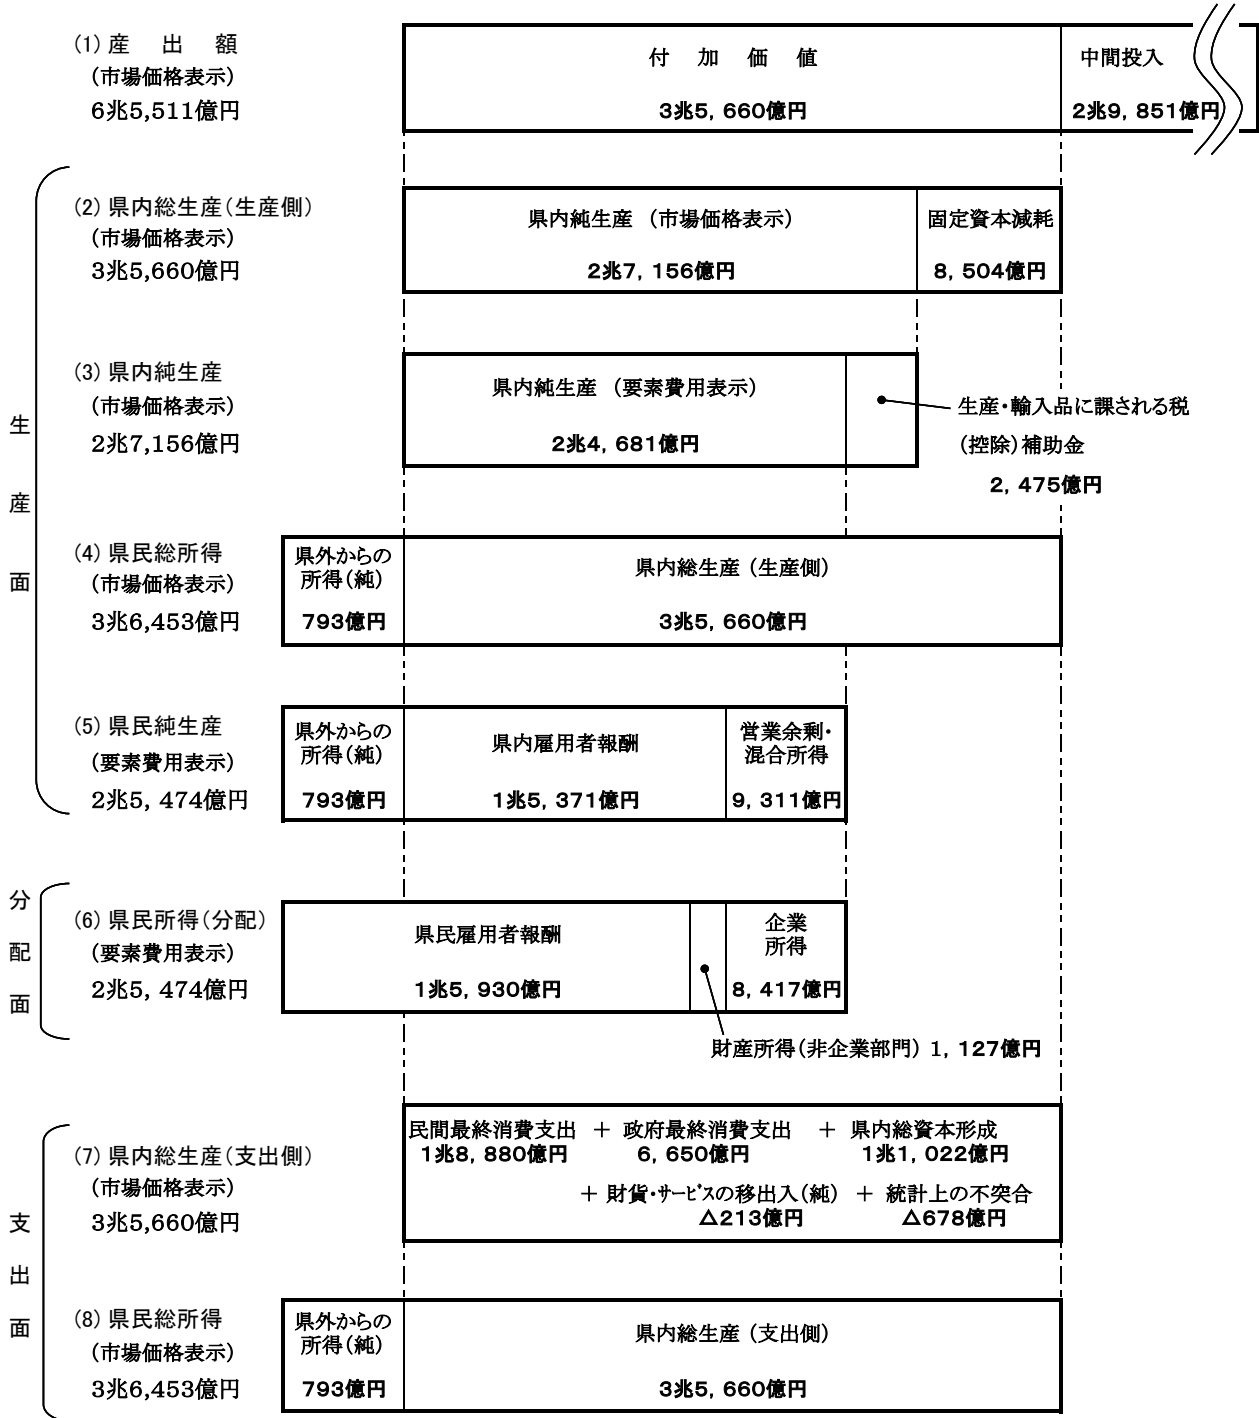 (1) 産 出 額
(市場価格表示)
6兆5,511億円
付 加 価 値
3兆5, 660億円
中間投入
2兆9, 851億円
生産面
(2) 県内総生産(生産側)
(市場価格表示)
3兆5,660億円
県内純生産 (市場価格表示)
2兆7, 156億円
固定資本減耗
8, 504億円
(3) 県内純生産
(市場価格表示)
2兆7,156億円
県内純生産 (要素費用表示)
2兆4, 681億円
生産・輸入品に課される税
(控除)補助金
2, 475億円
(4) 県民総所得
(市場価格表示)
3兆6,453億円
県外からの
所得(純)
793億円
県内総生産 (生産側)
3兆5, 660億円
(5) 県民純生産
(要素費用表示)
2兆5, 474億円
県外からの
所得(純)
793億円
県内雇用者報酬
1兆5, 371億円
営業余剰・
混合所得
9, 311億円
分配面
(6) 県民所得(分配)
(要素費用表示)
2兆5, 474億円
県民雇用者報酬
1兆5, 930億円
企業
所得
8, 417億円
財産所得(非企業部門) 1, 127億円
支出面
(7) 県内総生産(支出側)
(市場価格表示)
3兆5,660億円
民間最終消費支出 + 政府最終消費支出 + 県内総資本形成
1兆8, 880億円 6, 650億円 1兆1, 022億円
+ 財貨・サービスの移出入(純) + 統計上の不突合
△213億円 △678億円
(8) 県民総所得
(市場価格表示)
3兆6,453億円
県外からの
所得(純)
793億円
県内総生産 (支出側)
3兆5, 660億円